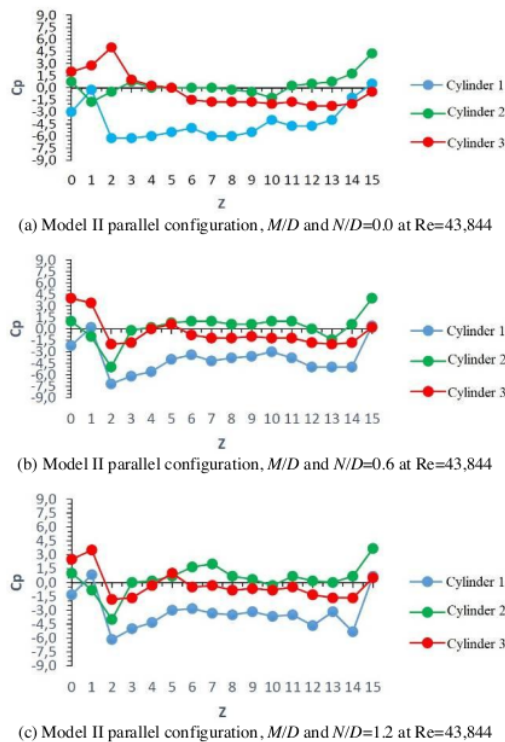 9,0
7,5
6,0
4,5
3,0
1,5
0,0
-1,5
-3,0
-4,5
-6,0
-7,5
-9,0
Cp
0 1 2 3 4 5 6 7 8 9 10 11 12 13 14 15
Z
Cylinder 1
Cylinder 2
Cylinder 3
(a) Model II parallel configuration, M/D and N/D=0.0 at Re=43,844
9,0
7,5
6,0
4,5
3,0
1,5
0,0
-1,5
-3,0
-4,5
-6,0
-7,5
-9,0
Cp
0 1 2 3 4 5 6 7 8 9 10 11 12 13 14 15
Z
Cylinder 1
Cylinder 2
Cylinder 3
(b) Model II parallel configuration, M/D and N/D=0.6 at Re=43,844
9,0
7,5
6,0
4,5
3,0
1,5
0,0
-1,5
-3,0
-4,5
-6,0
-7,5
-9,0
Cp
0 1 2 3 4 5 6 7 8 9 10 11 12 13 14 15
Z
Cylinder 1
Cylinder 2
Cylinder 3
(c) Model II parallel configuration, M/D and N/D=1.2 at Re=43,844